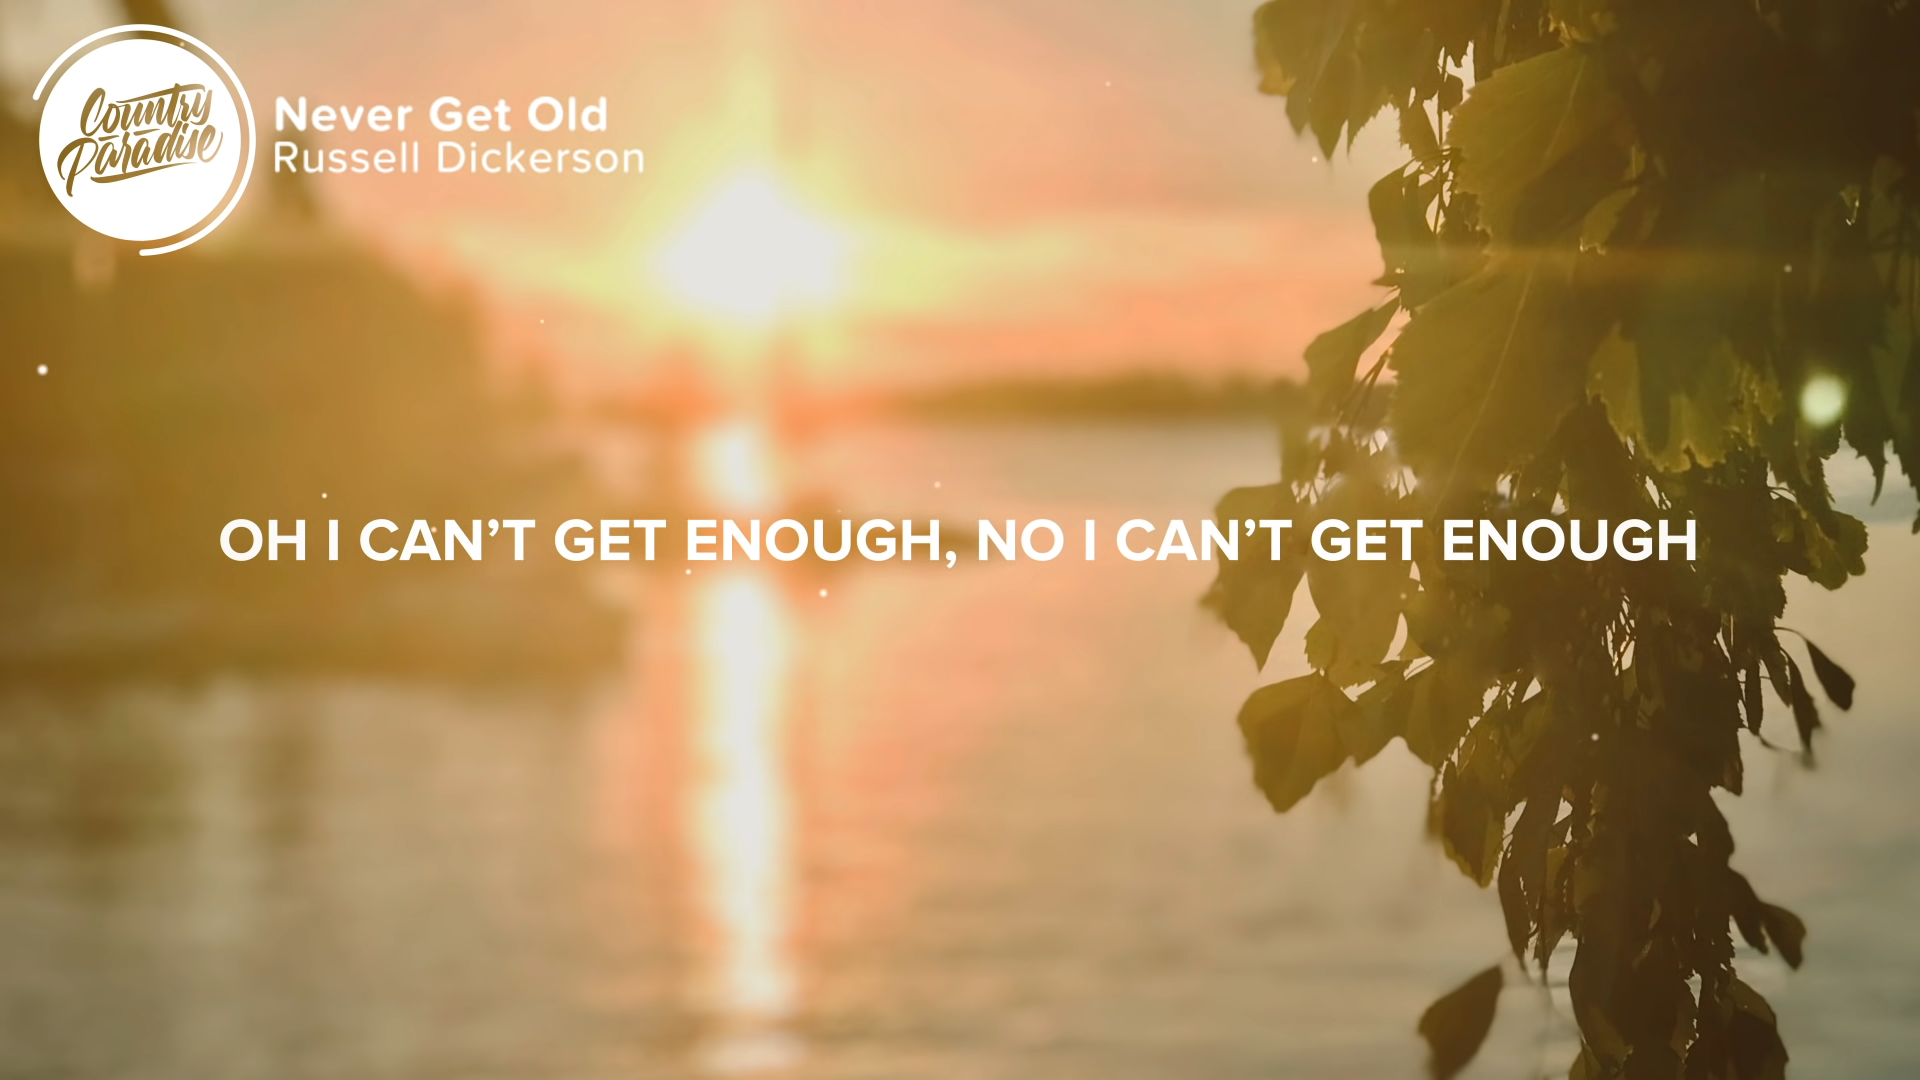 Country
Paradise
Never Get Old
Russell Dickerson
OH I CAN’T GET ENOUGH, NO I CAN’T GET ENOUGH